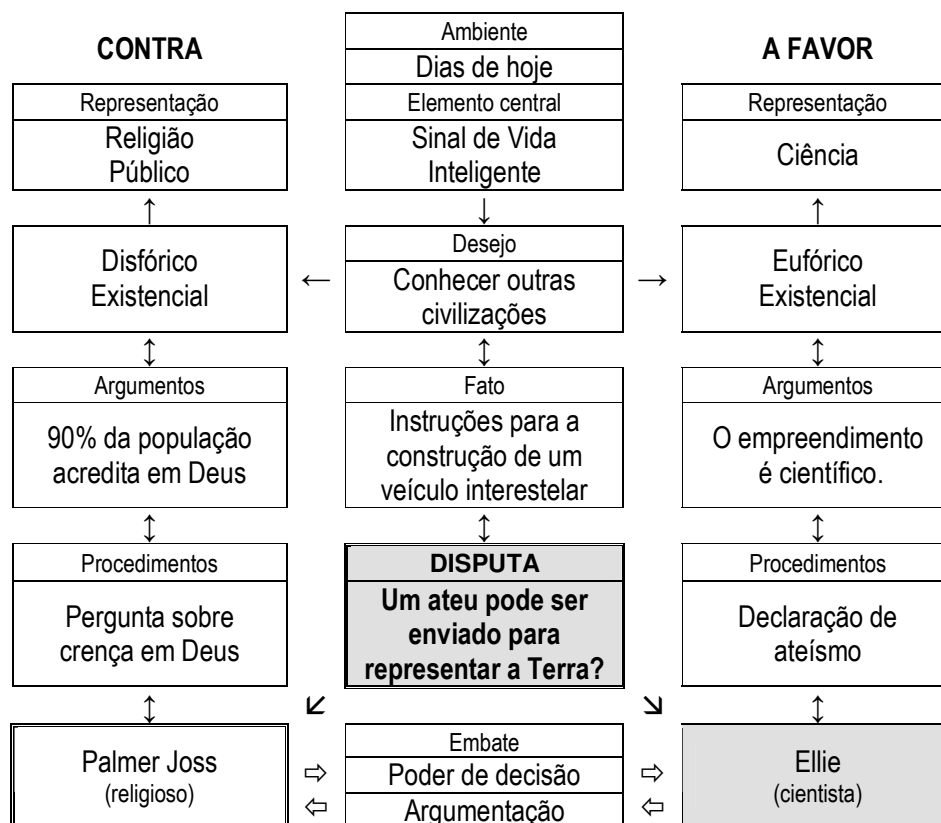 CONTRA
Ambiente
Dias de hoje
Elemento central
Sinal de Vida
Inteligente
A FAVOR
Representação
Religião
Público
Representação
Ciência
↑
↓
↑
Disfórico
Existencial
←
Desejo
Conhecer outras
civilizações
→
Eufórico
Existencial
↕
↕
↕
Argumentos
90% da população
acredita em Deus
Fato
Instruções para a
construção de um
veículo interestelar
Argumentos
O empreendimento
é científico.
↕
↕
↕
Procedimentos
Pergunta sobre
crença em Deus
DISPUTA
Um ateu pode ser
enviado para
representar a Terra?
Procedimentos
Declaração de
ateísmo
↕
↙
↘
↕
Palmer Joss
(religioso)
⇨
⇦
Embate
Poder de decisão
Argumentação
⇨
⇦
Ellie
(cientista)